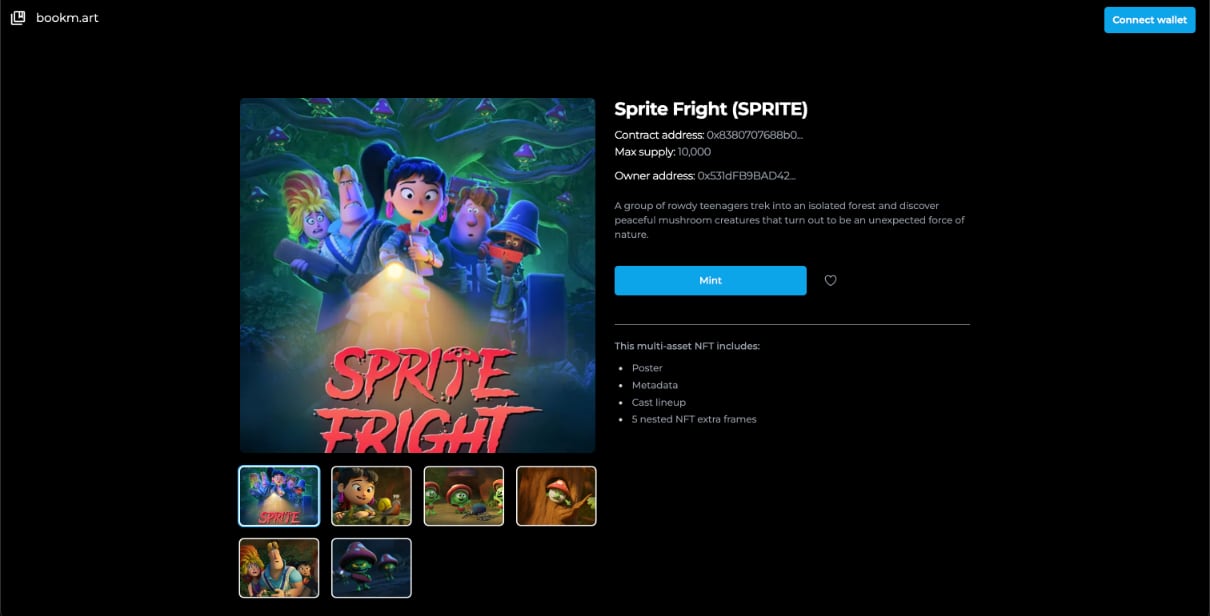 bookm.art
Connect wallet
Sprite Fright (SPRITE)
Contract address: 0x8380707688b0...
Max supply: 10,000
Owner address: 0x531dFB9BAD42...
A group of rowdy teenagers trek into an isolated forest and discover
peaceful mushroom creatures that turn out to be an unexpected force of
nature.
Mint
This multi-asset NFT includes:
• Poster
• Metadata
• Cast lineup
• 5 nested NFT extra frames
SPRITE
FRIGHT
SPRITE